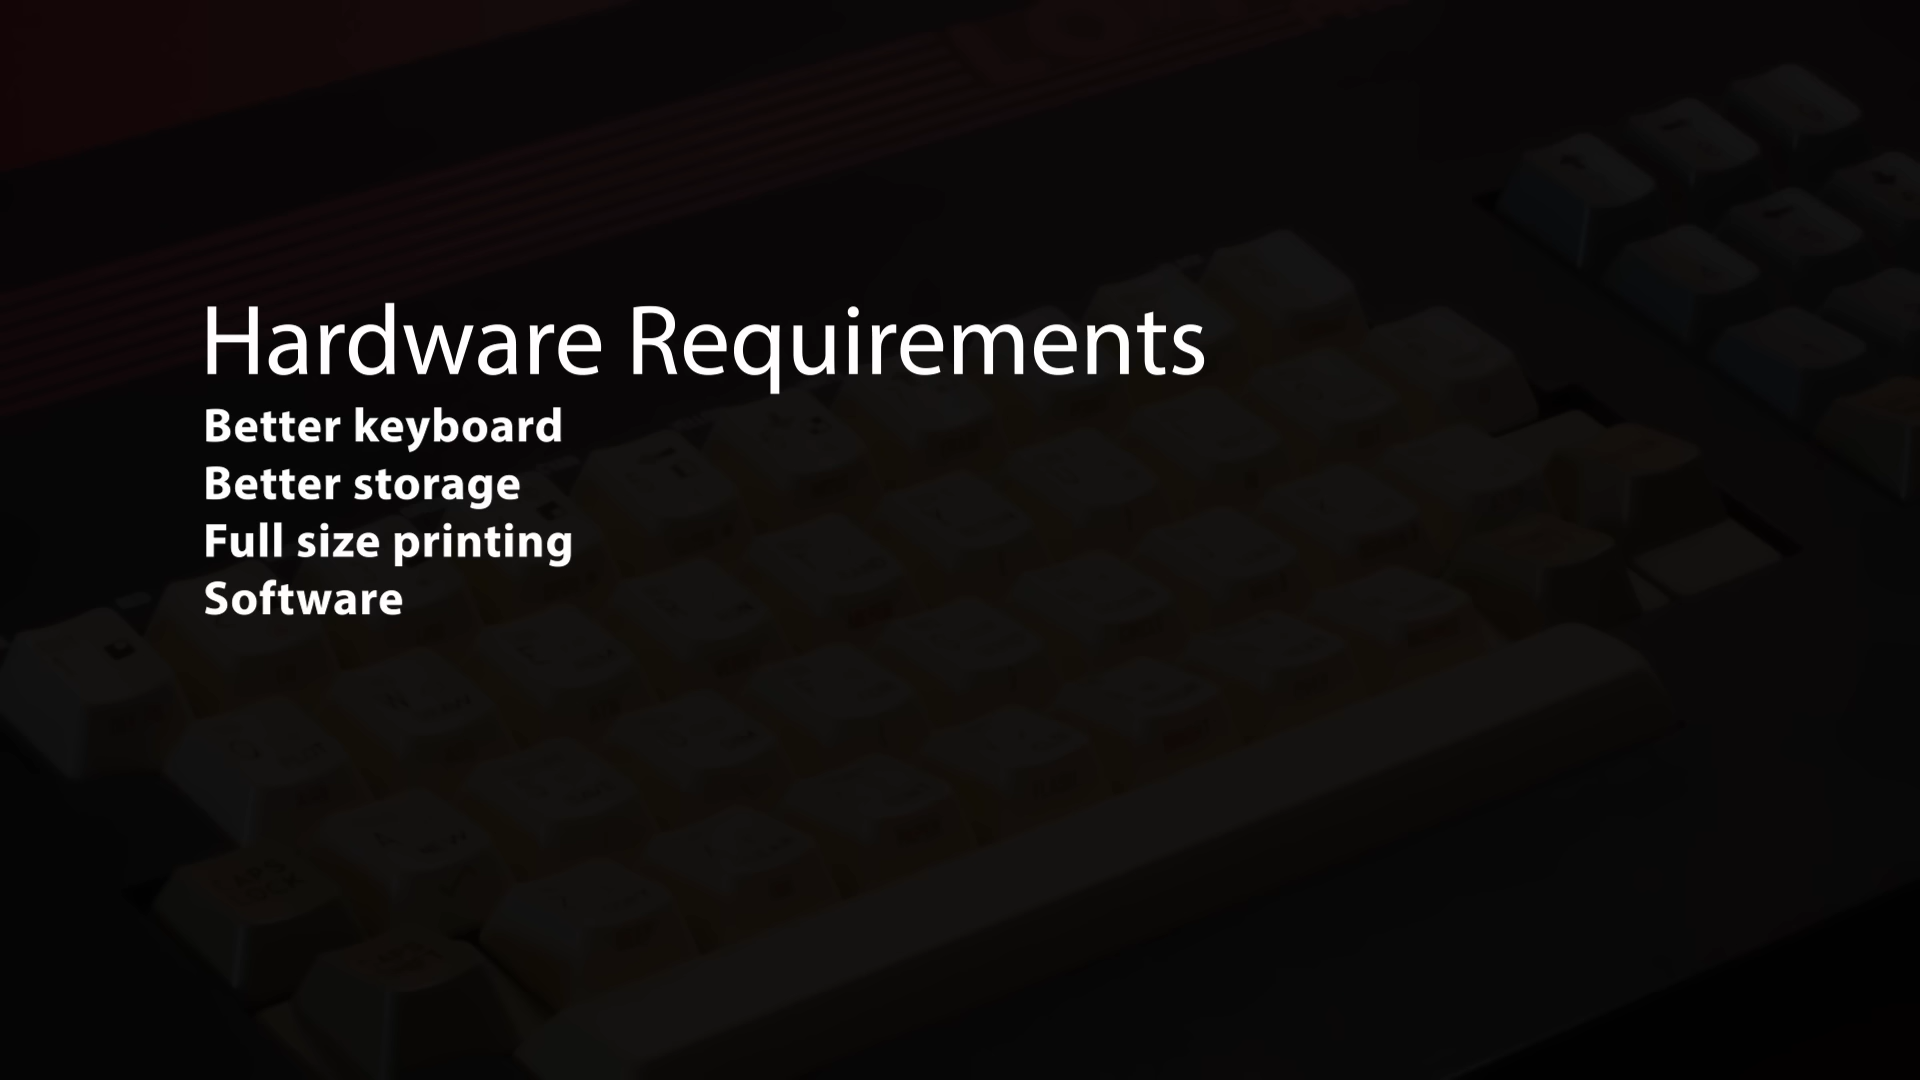 Hardware Requirements
Better keyboard
Better storage
Full size printing
Software